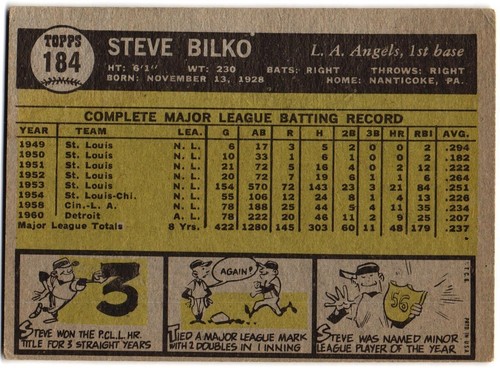 TOPPS
184
STEVE BILKO
L. A. Angels, 1st base
HT: 6'1" WT: 230 BATS: RIGHT THROWS: RIGHT
BORN: NOVEMBER 13, 1928 HOME: NANTICOKE, PA.
COMPLETE MAJOR LEAGUE BATTING RECORD
YEAR TEAM LEA. G AB R H 2B 3B HR RBI AVG.
1949 St. Louis N. L. 6 17 3 5 2 0 0 2 .294
1950 St. Louis N. L. 10 33 1 6 1 0 0 2 .182
1951 St. Louis N. L. 21 72 5 16 4 0 2 12 .222
1952 St. Louis N. L. 20 72 7 19 6 1 1 6 .264
1953 St. Louis N. L. 154 570 72 143 23 3 21 84 .251
1954 St. Louis-Chi. N. L. 55 106 12 24 8 1 4 13 .226
1958 Cin.-L. A. N. L. 78 188 25 44 5 4 11 35 .234
1960 Detroit A. L. 78 222 20 46 11 2 9 25 .207
Major League Totals 8 Yrs. 422 1280 145 303 60 11 48 179 .237
3
STEVE WON THE P.C.L. HR.
TITLE FOR 3 STRAIGHT YEARS
AGAIN!
TIED A MAJOR LEAGUE MARK
WITH 2 DOUBLES IN 1 INNING
56
STEVE WAS NAMED MINOR
LEAGUE PLAYER OF THE YEAR
T.C.G.
PRTD. IN U.S.A.